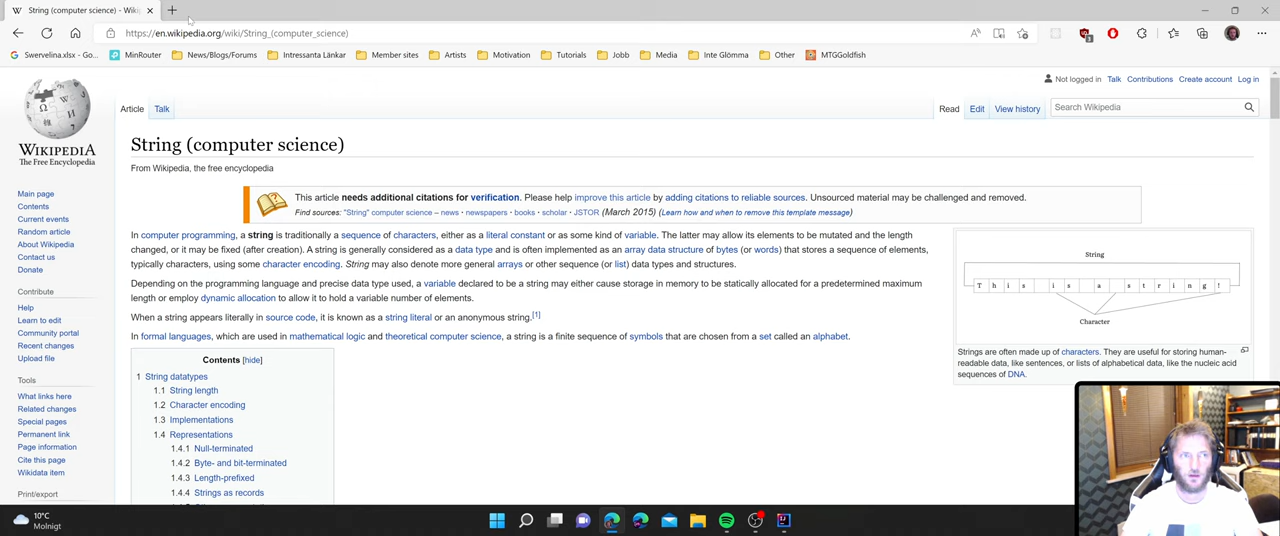 String (computer science) - Wiki
https://en.wikipedia.org/wiki/String_(computer_science)
Swervelina.xlsx - Go... MinRouter News/Blogs/Forums Intressanta Länkar Member sites Artists Motivation Tutorials Jobb Media Inte Glömma Other MTGGoldfish
Not logged in Talk Contributions Create account Log in
Article Talk Read Edit View history Search Wikipedia
WIKIPEDIA
The Free Encyclopedia
String (computer science)
From Wikipedia, the free encyclopedia
This article needs additional citations for verification. Please help improve this article by adding citations to reliable sources. Unsourced material may be challenged and removed.
Find sources: "String" computer science – news · newspapers · books · scholar · JSTOR (March 2015) (Learn how and when to remove this template message)
In computer programming, a string is traditionally a sequence of characters, either as a literal constant or as some kind of variable. The latter may allow its elements to be mutated and the length
changed, or it may be fixed (after creation). A string is generally considered as a data type and is often implemented as an array data structure of bytes (or words) that stores a sequence of elements,
typically characters, using some character encoding. String may also denote more general arrays or other sequence (or list) data types and structures.
Depending on the programming language and precise data type used, a variable declared to be a string may either cause storage in memory to be statically allocated for a predetermined maximum
length or employ dynamic allocation to allow it to hold a variable number of elements.
When a string appears literally in source code, it is known as a string literal or an anonymous string.[1]
In formal languages, which are used in mathematical logic and theoretical computer science, a string is a finite sequence of symbols that are chosen from a set called an alphabet.
String
T h i s i s a s t r i n g !
Character
Strings are often made up of characters. They are useful for storing human-
readable data, like sentences, or lists of alphabetical data, like the nucleic acid
sequences of DNA.
Contents [hide]
1 String datatypes
1.1 String length
1.2 Character encoding
1.3 Implementations
1.4 Representations
1.4.1 Null-terminated
1.4.2 Byte- and bit-terminated
1.4.3 Length-prefixed
1.4.4 Strings as records
Main page
Contents
Current events
Random article
About Wikipedia
Contact us
Donate
Contribute
Help
Learn to edit
Community portal
Recent changes
Upload file
Tools
What links here
Related changes
Special pages
Permanent link
Page information
Cite this page
Wikidata item
Print/export
10°C
Molnigt